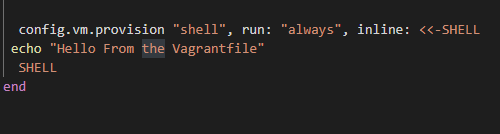 config.vm.provision "shell", run: "always", inline: <<-SHELL
echo "Hello From the Vagrantfile"
SHELL
end